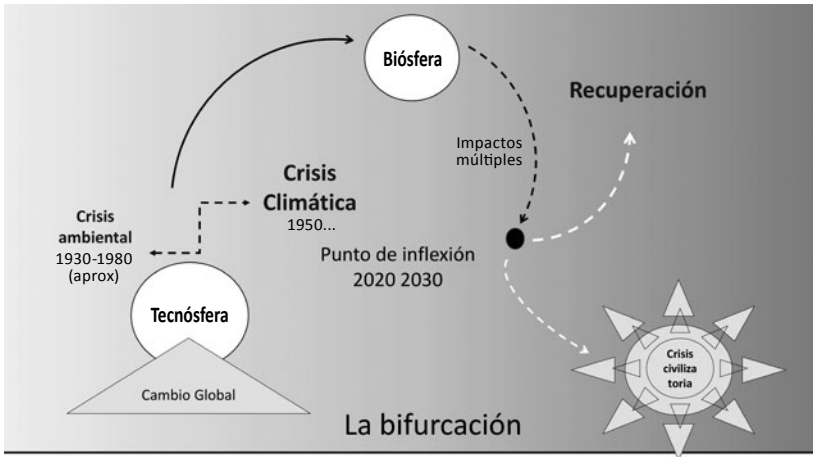 Biósfera
Recuperación
Impactos
múltiples
Crisis
Climática
1950...
Crisis
ambiental
1930-1980
(aprox)
Punto de inflexión
2020 2030
Tecnósfera
Cambio Global
Crisis
civiliza
toria
La bifurcación